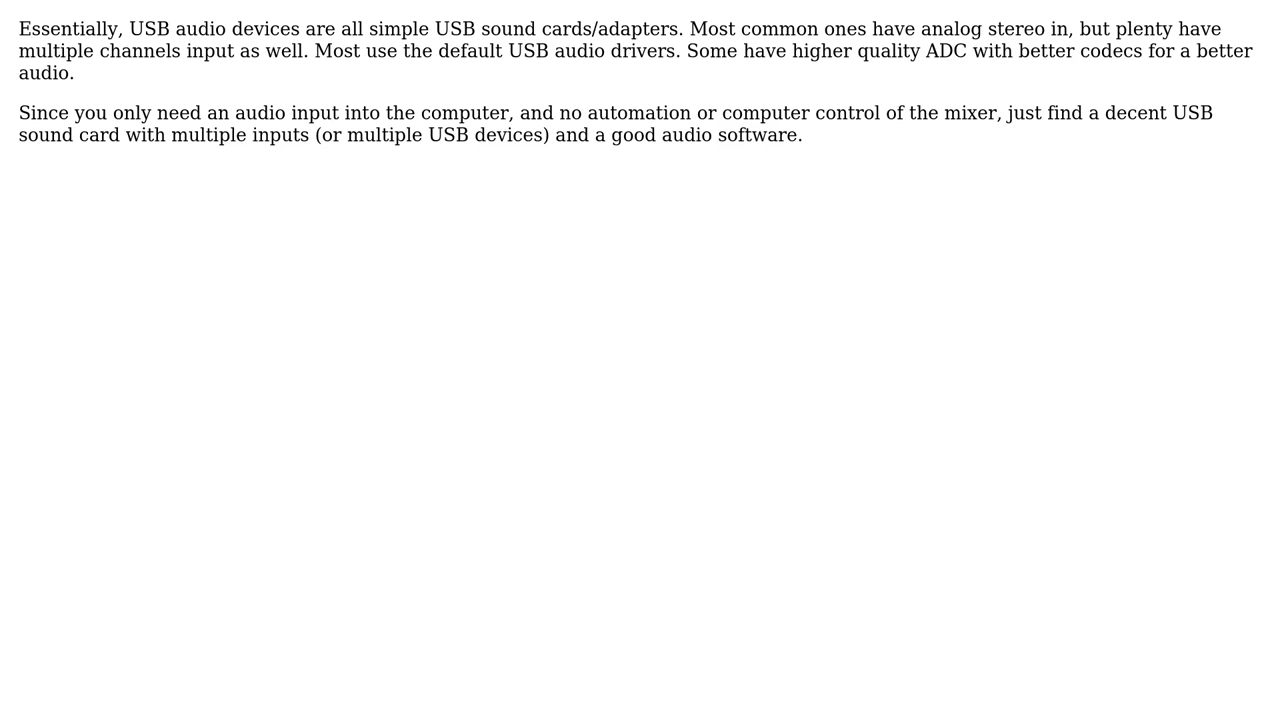 Essentially, USB audio devices are all simple USB sound cards/adapters. Most common ones have analog stereo in, but plenty have
multiple channels input as well. Most use the default USB audio drivers. Some have higher quality ADC with better codecs for a better
audio.
Since you only need an audio input into the computer, and no automation or computer control of the mixer, just find a decent USB
sound card with multiple inputs (or multiple USB devices) and a good audio software.